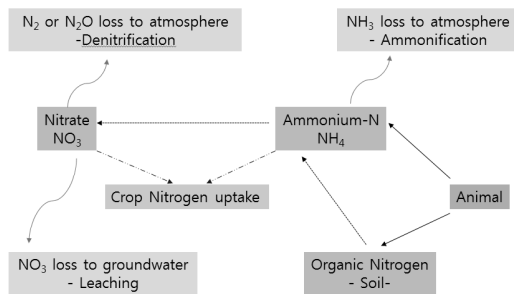 N₂ or N₂O loss to atmosphere
-Denitrification
NH₃ loss to atmosphere
- Ammonification
Nitrate
NO₃
Ammonium-N
NH₄
Crop Nitrogen uptake
Animal
NO₃ loss to groundwater
- Leaching
Organic Nitrogen
- Soil-